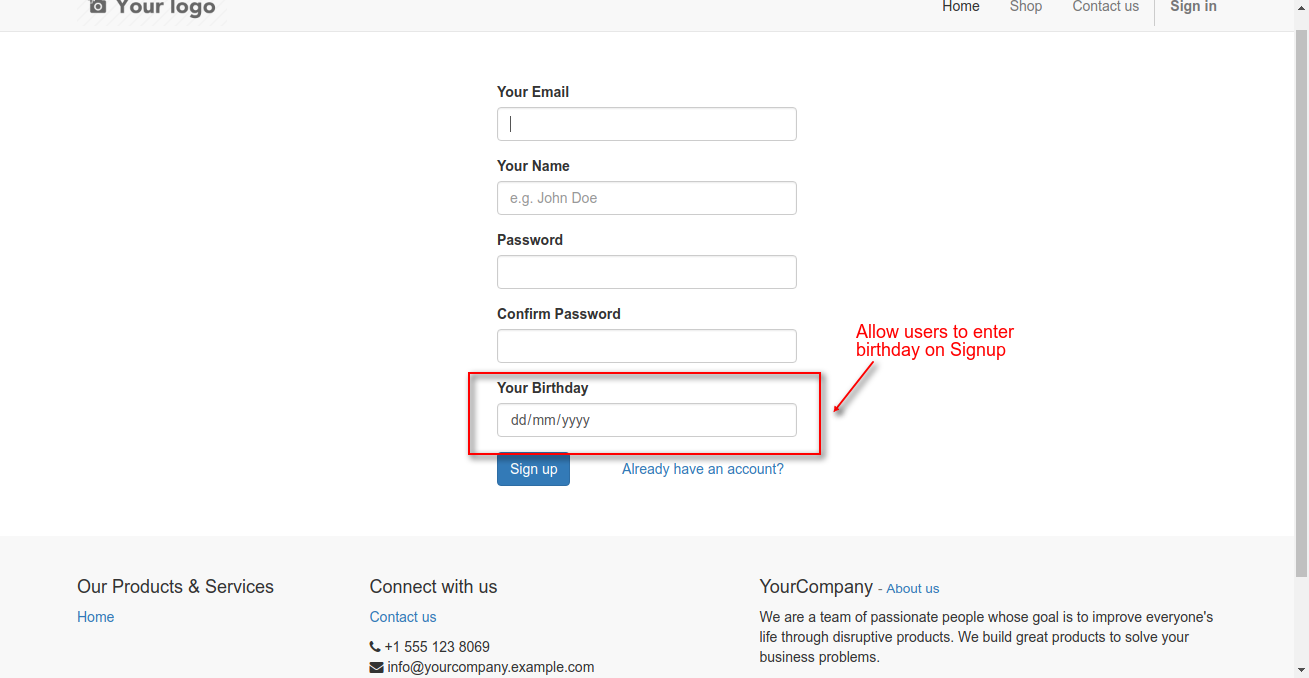 Your logo
Home Shop Contact us Sign in
Your Email
Your Name
e.g. John Doe
Password
Confirm Password
Allow users to enter
birthday on Signup
Your Birthday
dd/mm/yyyy
Sign up Already have an account?
Our Products & Services
Home
Connect with us
Contact us
+1 555 123 8069
info@yourcompany.example.com
YourCompany - About us
We are a team of passionate people whose goal is to improve everyone's
life through disruptive products. We build great products to solve your
business problems.